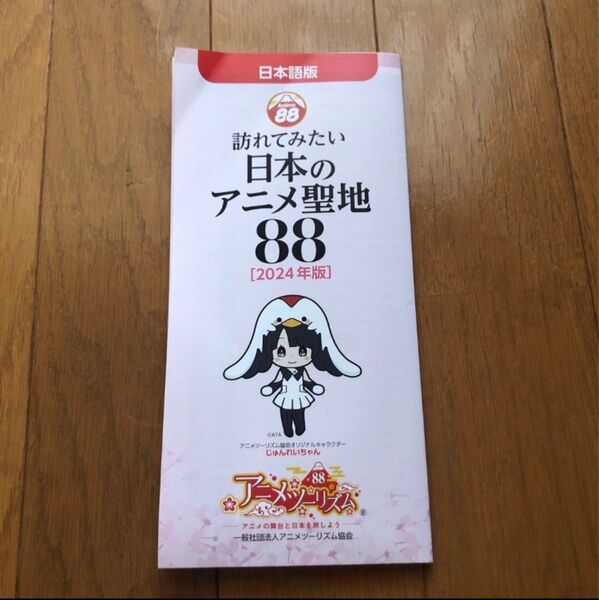 日本語版
Anime
88
訪れてみたい
日本の
アニメ聖地
88
[2024年版]
©ATA
アニメツーリズム協会オリジナルキャラクター
じゅんれいちゃん
88
アニメツーリズム®
アニメの舞台と日本を旅しよう
一般社団法人アニメツーリズム協会